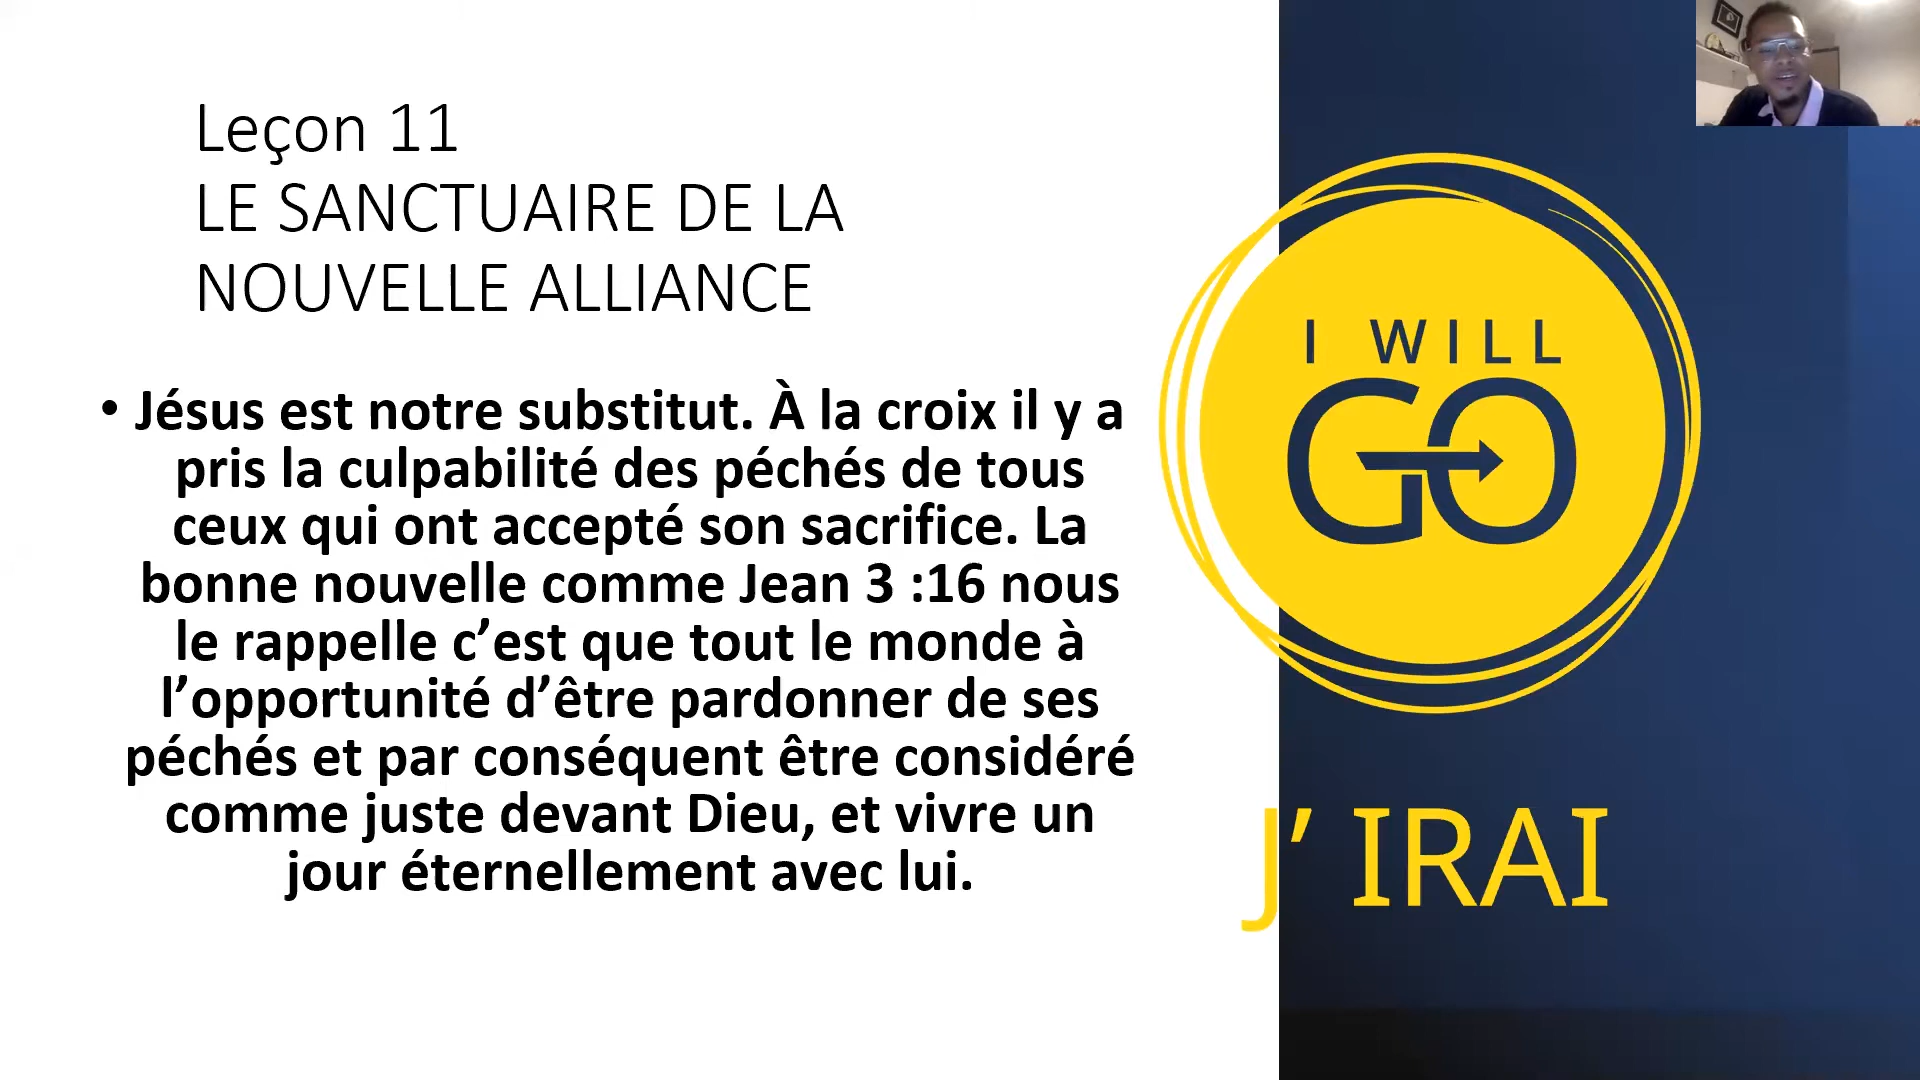 Leçon 11
LE SANCTUAIRE DE LA
NOUVELLE ALLIANCE
• Jésus est notre substitut. À la croix il y a
pris la culpabilité des péchés de tous
ceux qui ont accepté son sacrifice. La
bonne nouvelle comme Jean 3 :16 nous
le rappelle c’est que tout le monde à
l’opportunité d’être pardonner de ses
péchés et par conséquent être considéré
comme juste devant Dieu, et vivre un
jour éternellement avec lui.
I WILL
GO
J’ IRAI